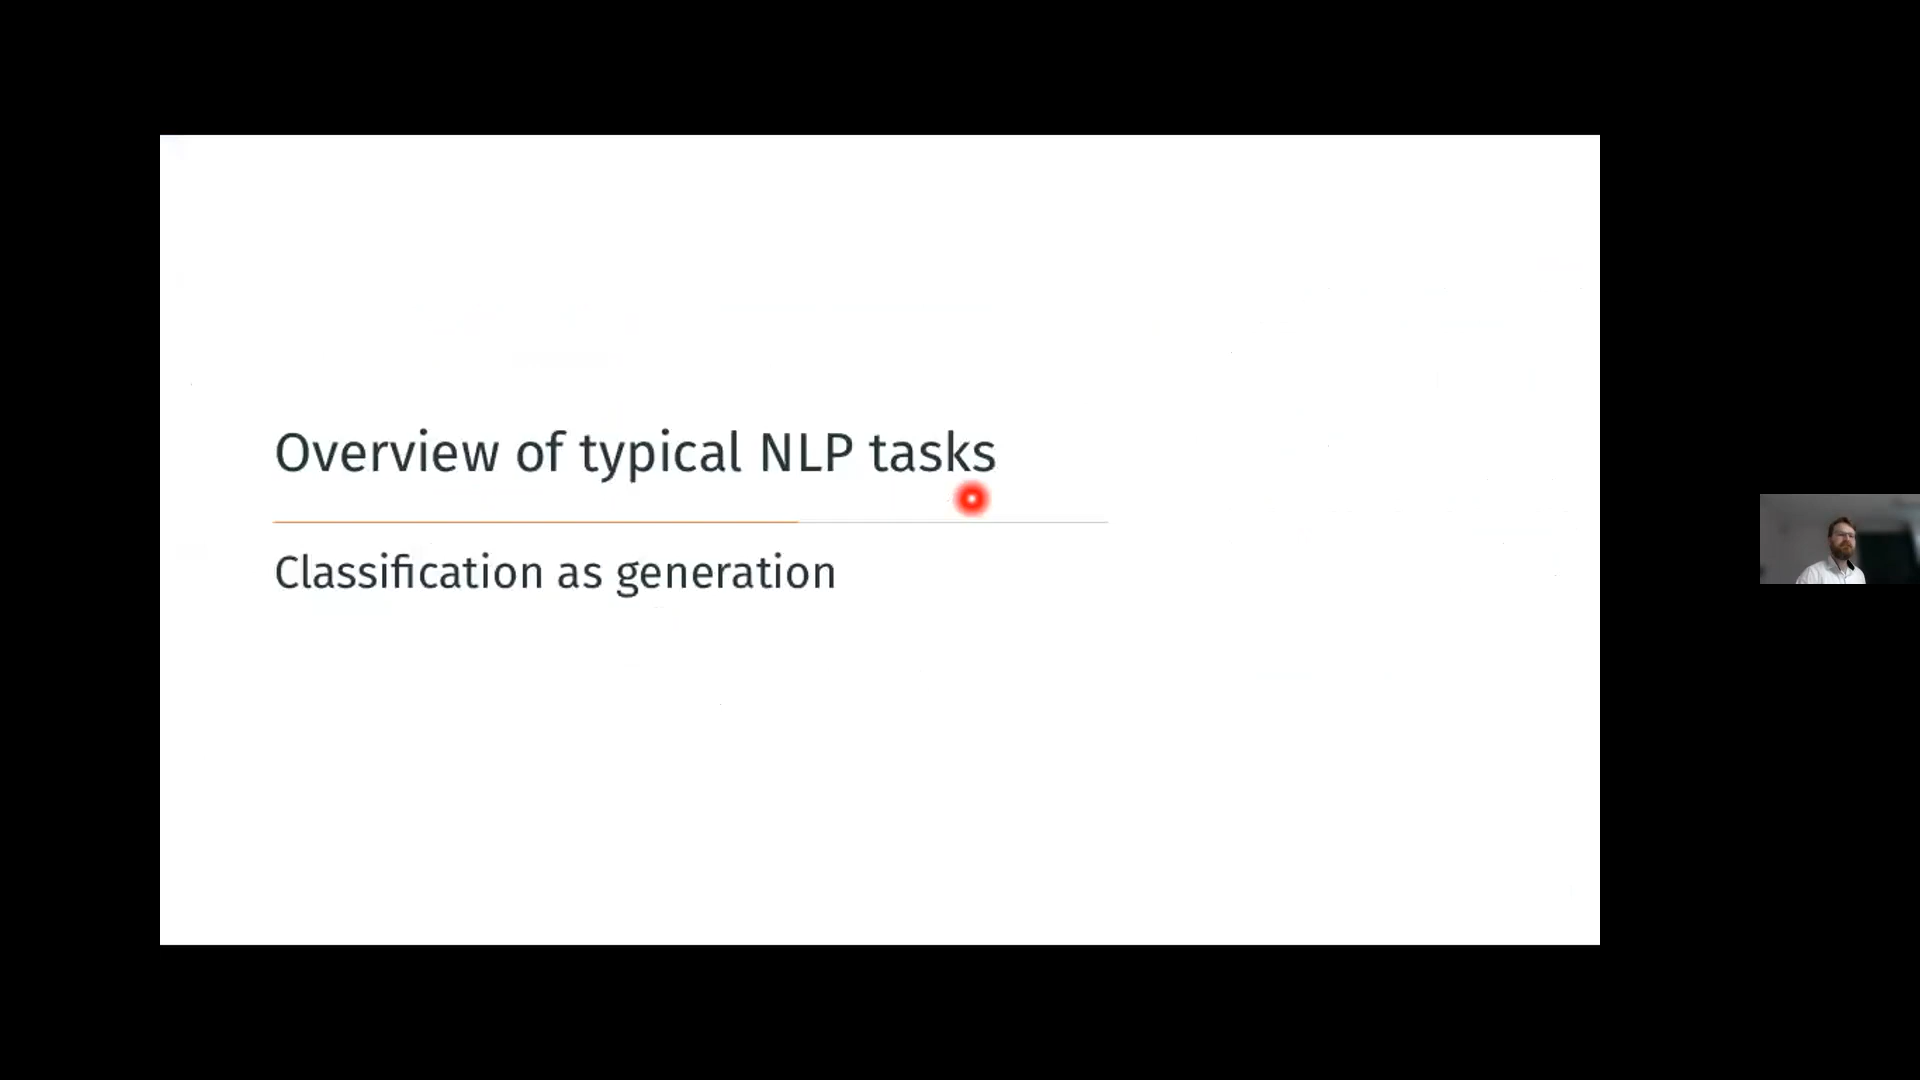 Overview of typical NLP tasks
Classification as generation